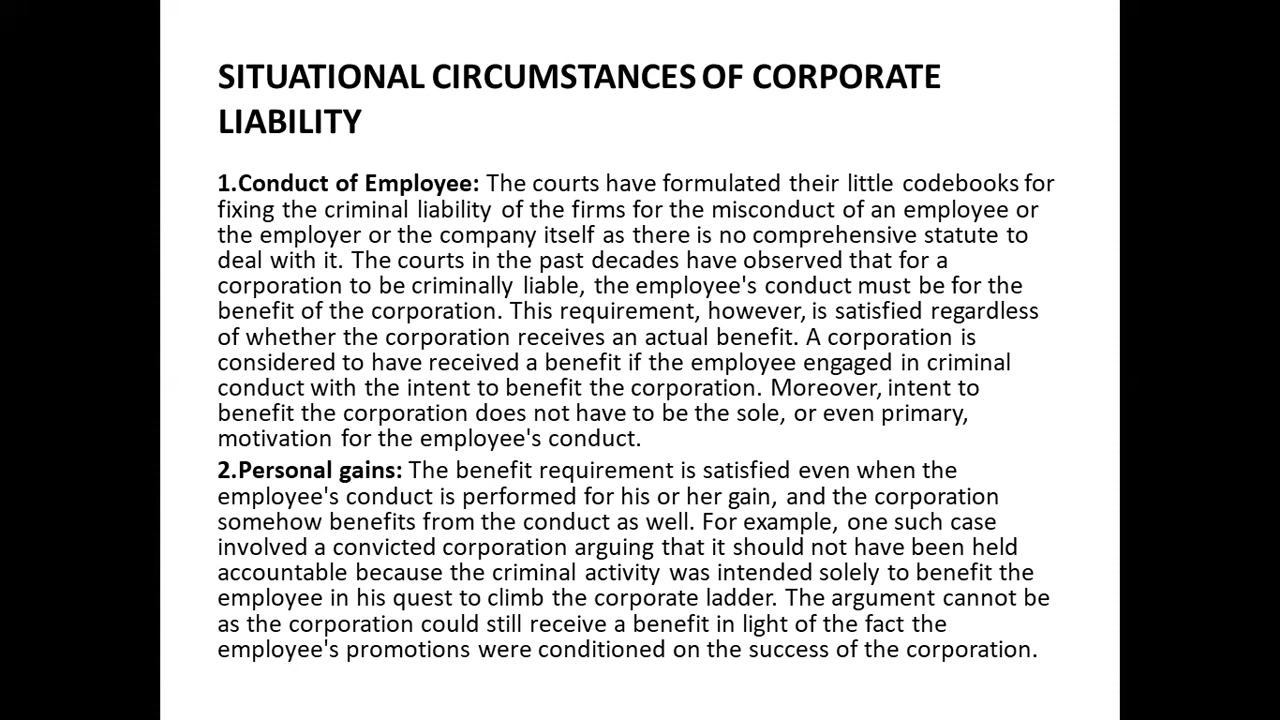 SITUATIONAL CIRCUMSTANCES OF CORPORATE
LIABILITY
1.Conduct of Employee: The courts have formulated their little codebooks for
fixing the criminal liability of the firms for the misconduct of an employee or
the employer or the company itself as there is no comprehensive statute to
deal with it. The courts in the past decades have observed that for a
corporation to be criminally liable, the employee's conduct must be for the
benefit of the corporation. This requirement, however, is satisfied regardless
of whether the corporation receives an actual benefit. A corporation is
considered to have received a benefit if the employee engaged in criminal
conduct with the intent to benefit the corporation. Moreover, intent to
benefit the corporation does not have to be the sole, or even primary,
motivation for the employee's conduct.
2.Personal gains: The benefit requirement is satisfied even when the
employee's conduct is performed for his or her gain, and the corporation
somehow benefits from the conduct as well. For example, one such case
involved a convicted corporation arguing that it should not have been held
accountable because the criminal activity was intended solely to benefit the
employee in his quest to climb the corporate ladder. The argument cannot be
as the corporation could still receive a benefit in light of the fact the
employee's promotions were conditioned on the success of the corporation.